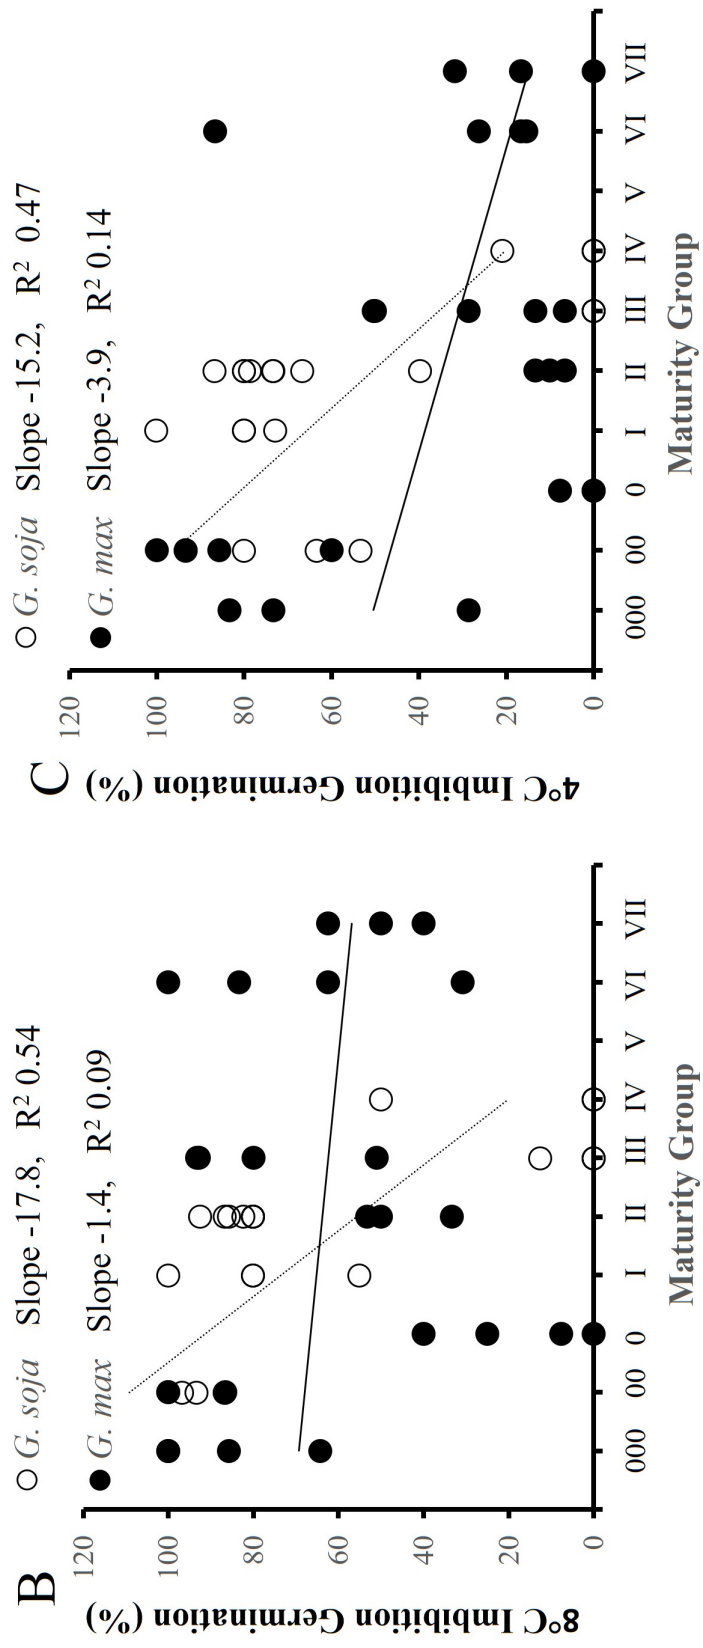 B
○ G. soja Slope -17.8, R² 0.54
● G. max Slope -1.4, R² 0.09
8°C Imbibition Germination (%)
120
100
80
60
40
20
0
000 00 0 I II III IV V VI VII
Maturity Group
C
○ G. soja Slope -15.2, R² 0.47
● G. max Slope -3.9, R² 0.14
4°C Imbibition Germination (%)
120
100
80
60
40
20
0
000 00 0 I II III IV V VI VII
Maturity Group